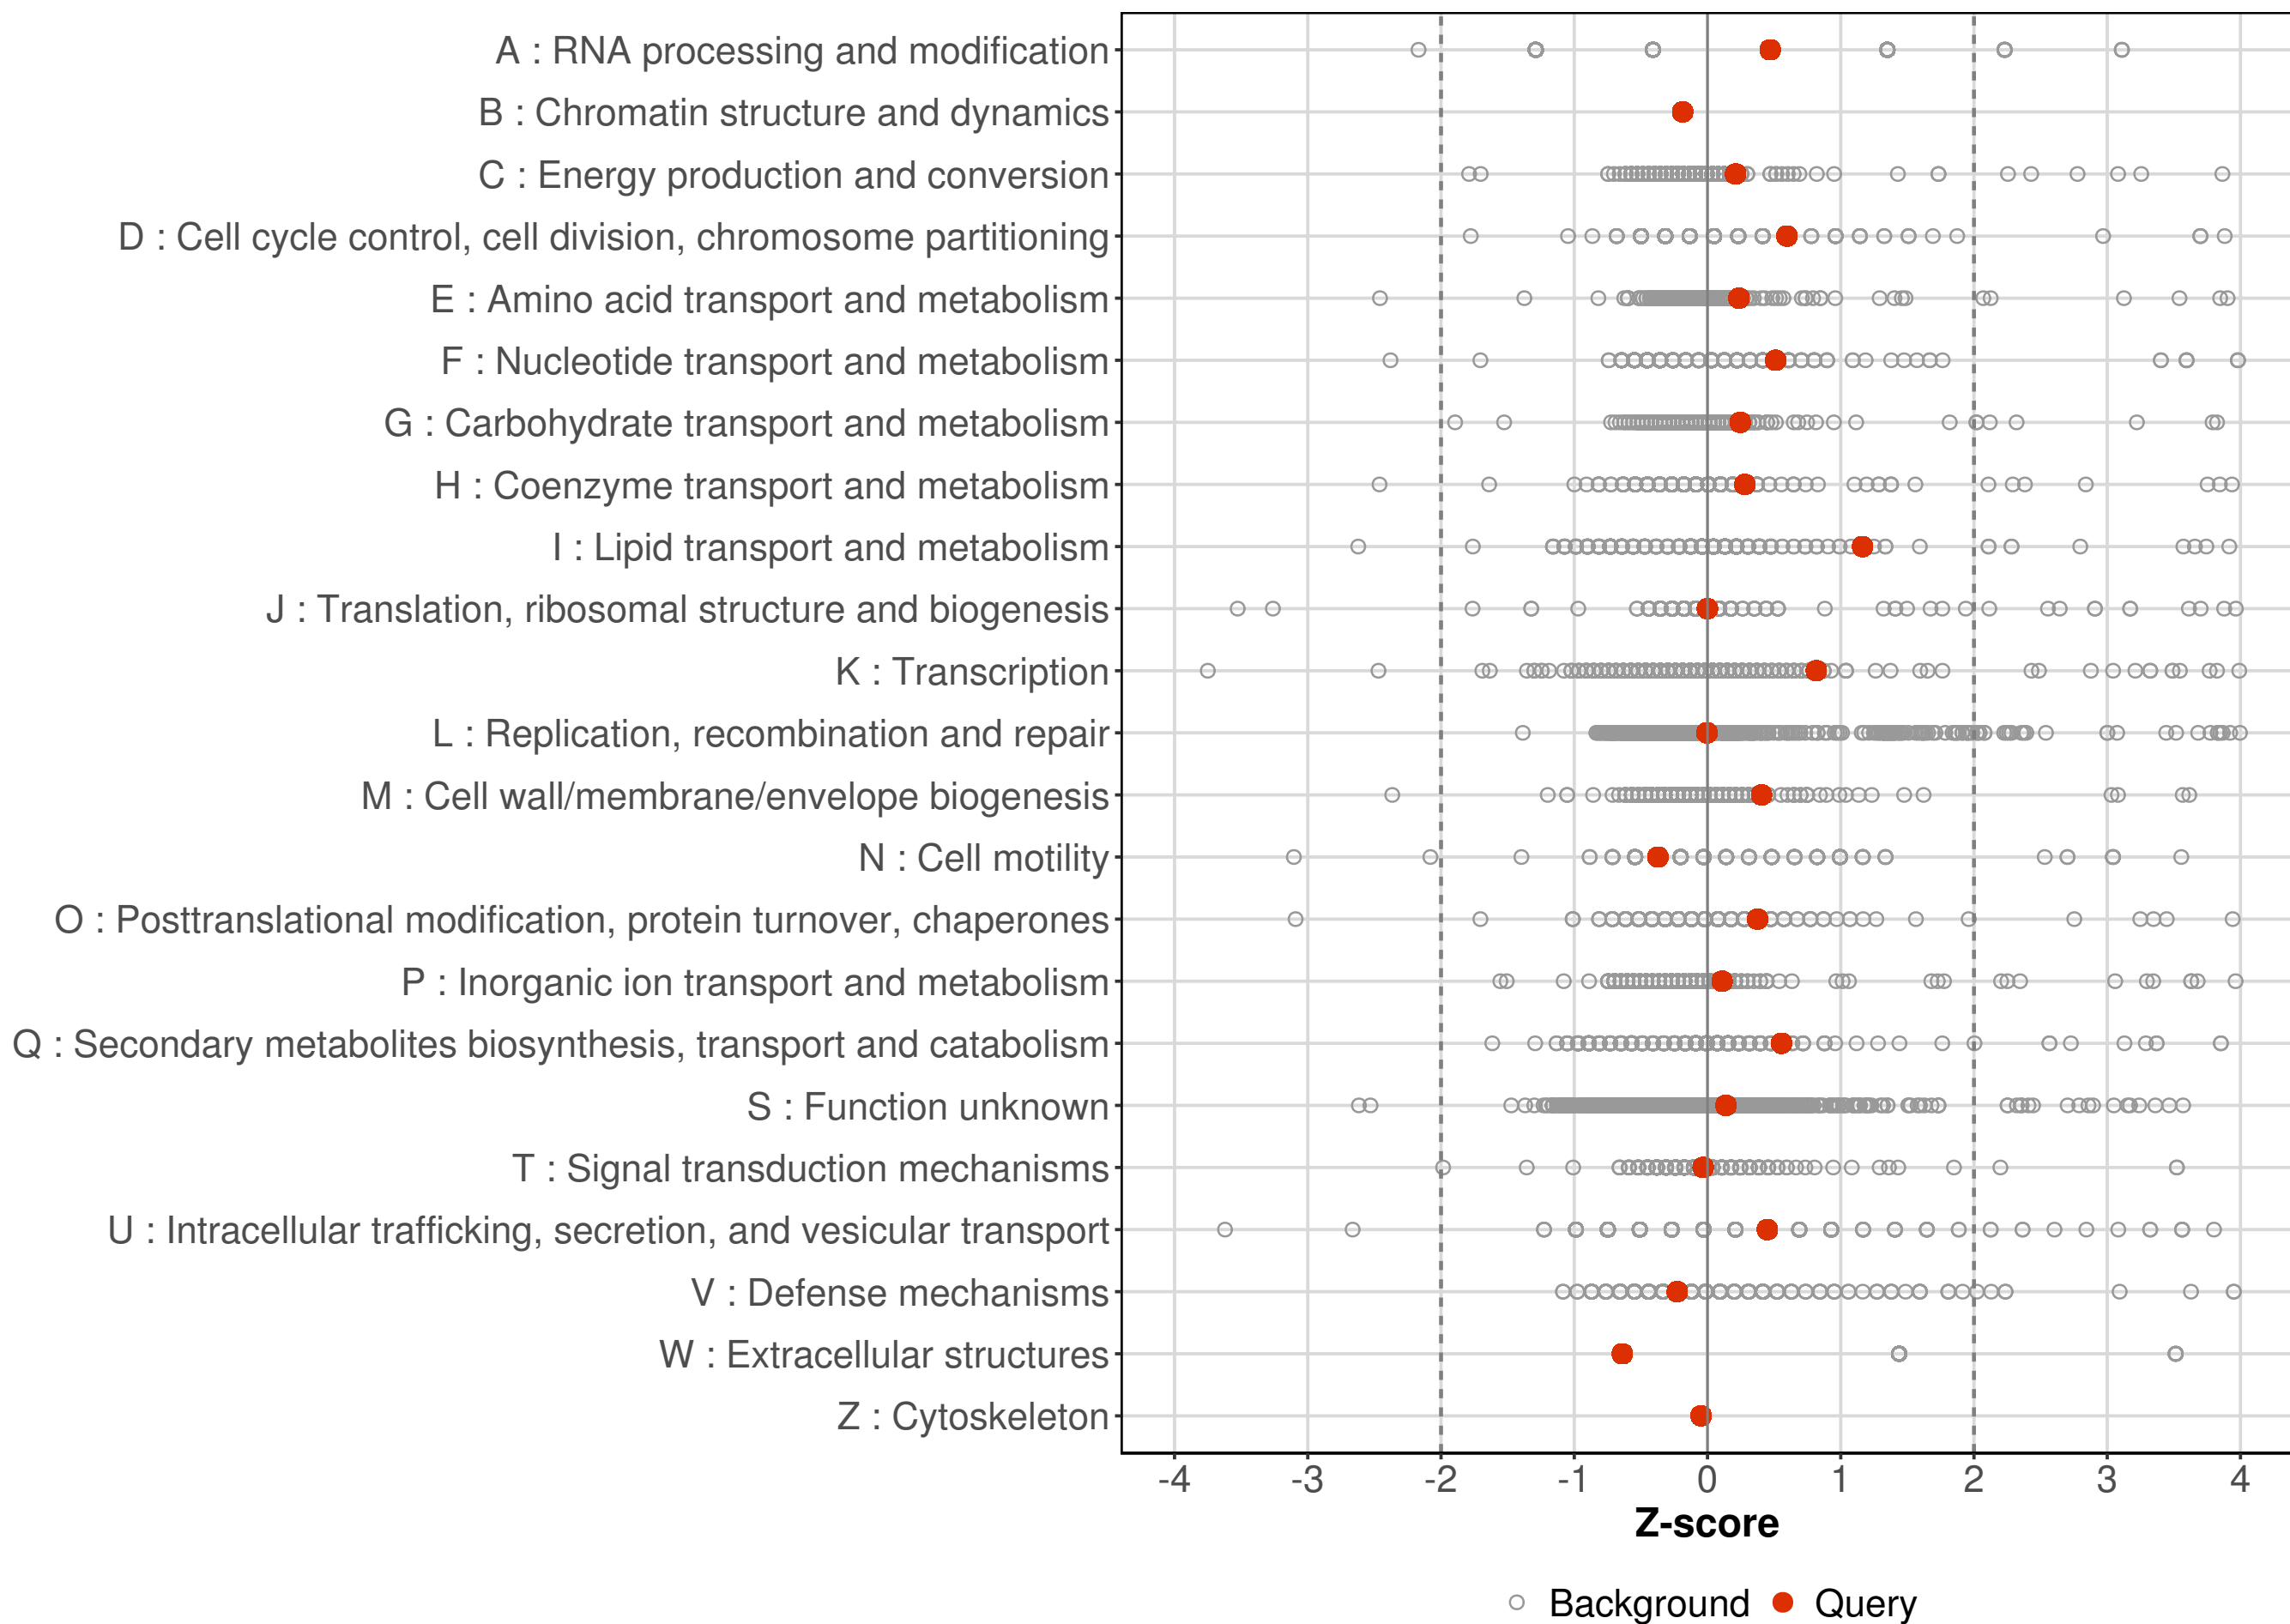 A : RNA processing and modification
B : Chromatin structure and dynamics
C : Energy production and conversion
D : Cell cycle control, cell division, chromosome partitioning
E : Amino acid transport and metabolism
F : Nucleotide transport and metabolism
G : Carbohydrate transport and metabolism
H : Coenzyme transport and metabolism
I : Lipid transport and metabolism
J : Translation, ribosomal structure and biogenesis
K : Transcription
L : Replication, recombination and repair
M : Cell wall/membrane/envelope biogenesis
N : Cell motility
O : Posttranslational modification, protein turnover, chaperones
P : Inorganic ion transport and metabolism
Q : Secondary metabolites biosynthesis, transport and catabolism
S : Function unknown
T : Signal transduction mechanisms
U : Intracellular trafficking, secretion, and vesicular transport
V : Defense mechanisms
W : Extracellular structures
Z : Cytoskeleton
-4 -3 -2 -1 0 1 2 3 4
Z-score
Background Query